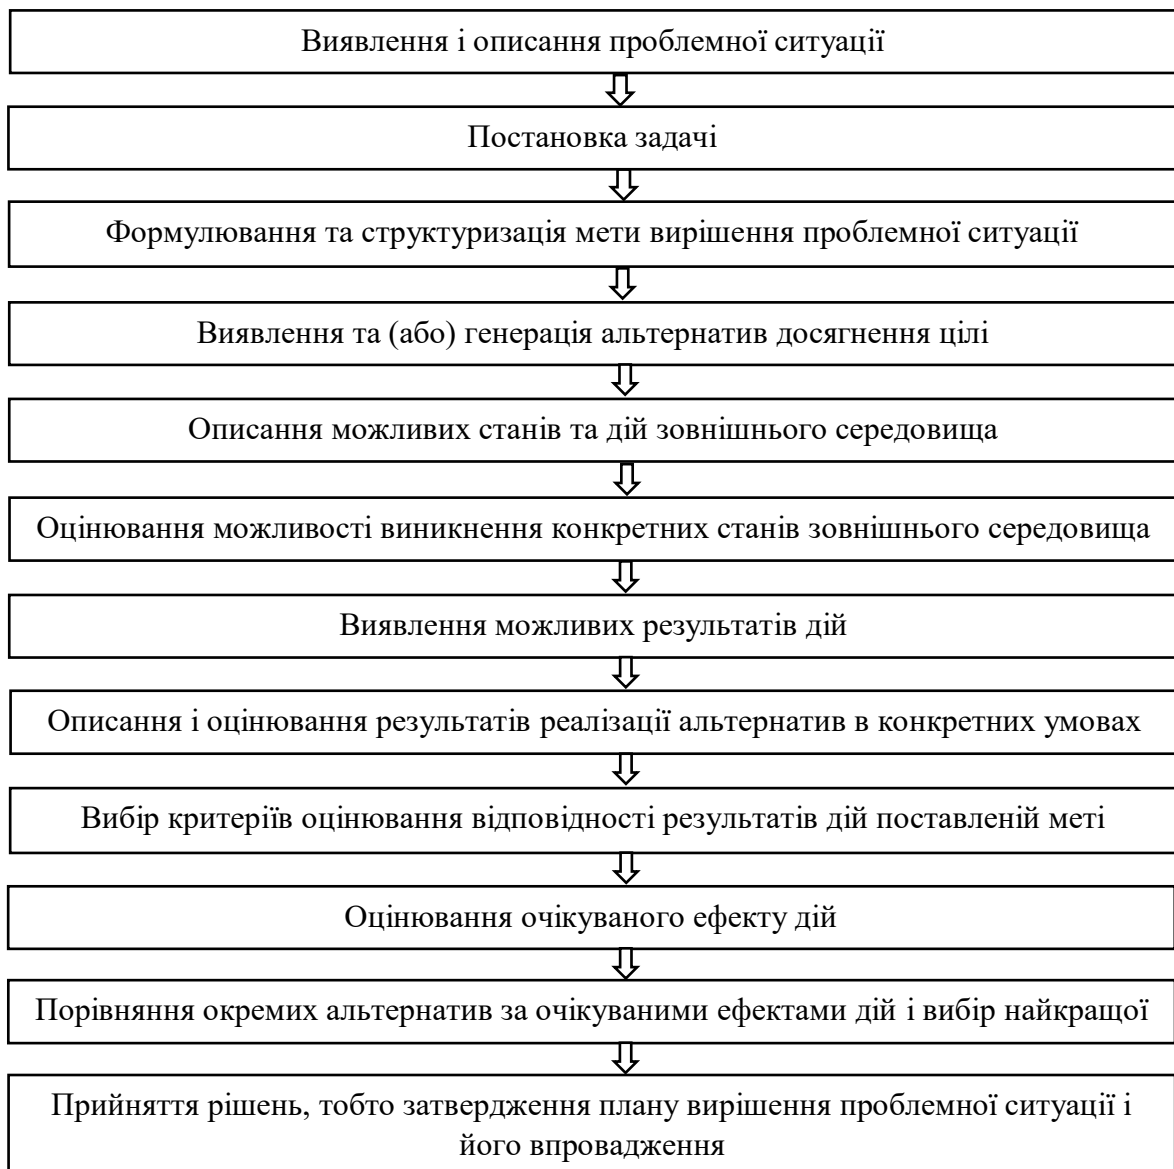 Виявлення і описання проблемної ситуації
Постановка задачі
Формулювання та структуризація мети вирішення проблемної ситуації
Виявлення та (або) генерація альтернатив досягнення цілі
Описання можливих станів та дій зовнішнього середовища
Оцінювання можливості виникнення конкретних станів зовнішнього середовища
Виявлення можливих результатів дій
Описання і оцінювання результатів реалізації альтернатив в конкретних умовах
Вибір критеріїв оцінювання відповідності результатів дій поставленій меті
Оцінювання очікуваного ефекту дій
Порівняння окремих альтернатив за очікуваними ефектами дій і вибір найкращої
Прийняття рішень, тобто затвердження плану вирішення проблемної ситуації і
його впровадження